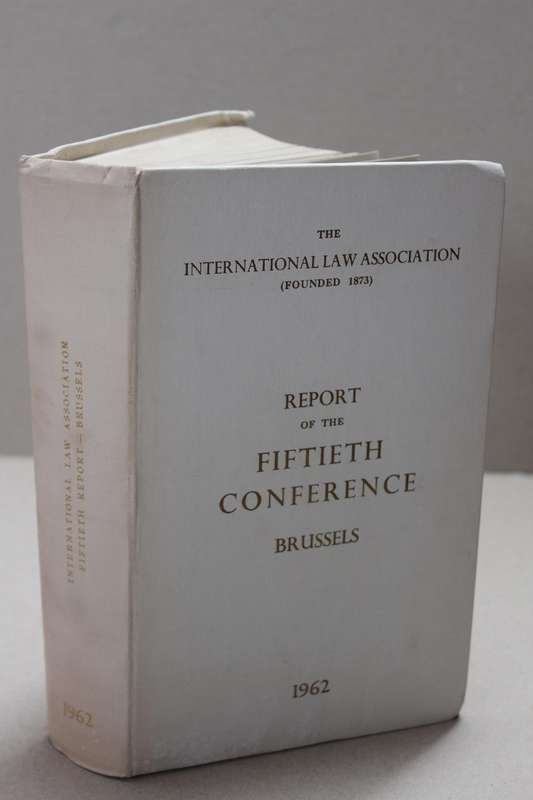 THE
INTERNATIONAL LAW ASSOCIATION
(FOUNDED 1873)
REPORT
OF THE
FIFTIETH
CONFERENCE
BRUSSELS
1962
INTERNATIONAL LAW ASSOCIATION
FIFTIETH REPORT — BRUSSELS
1962